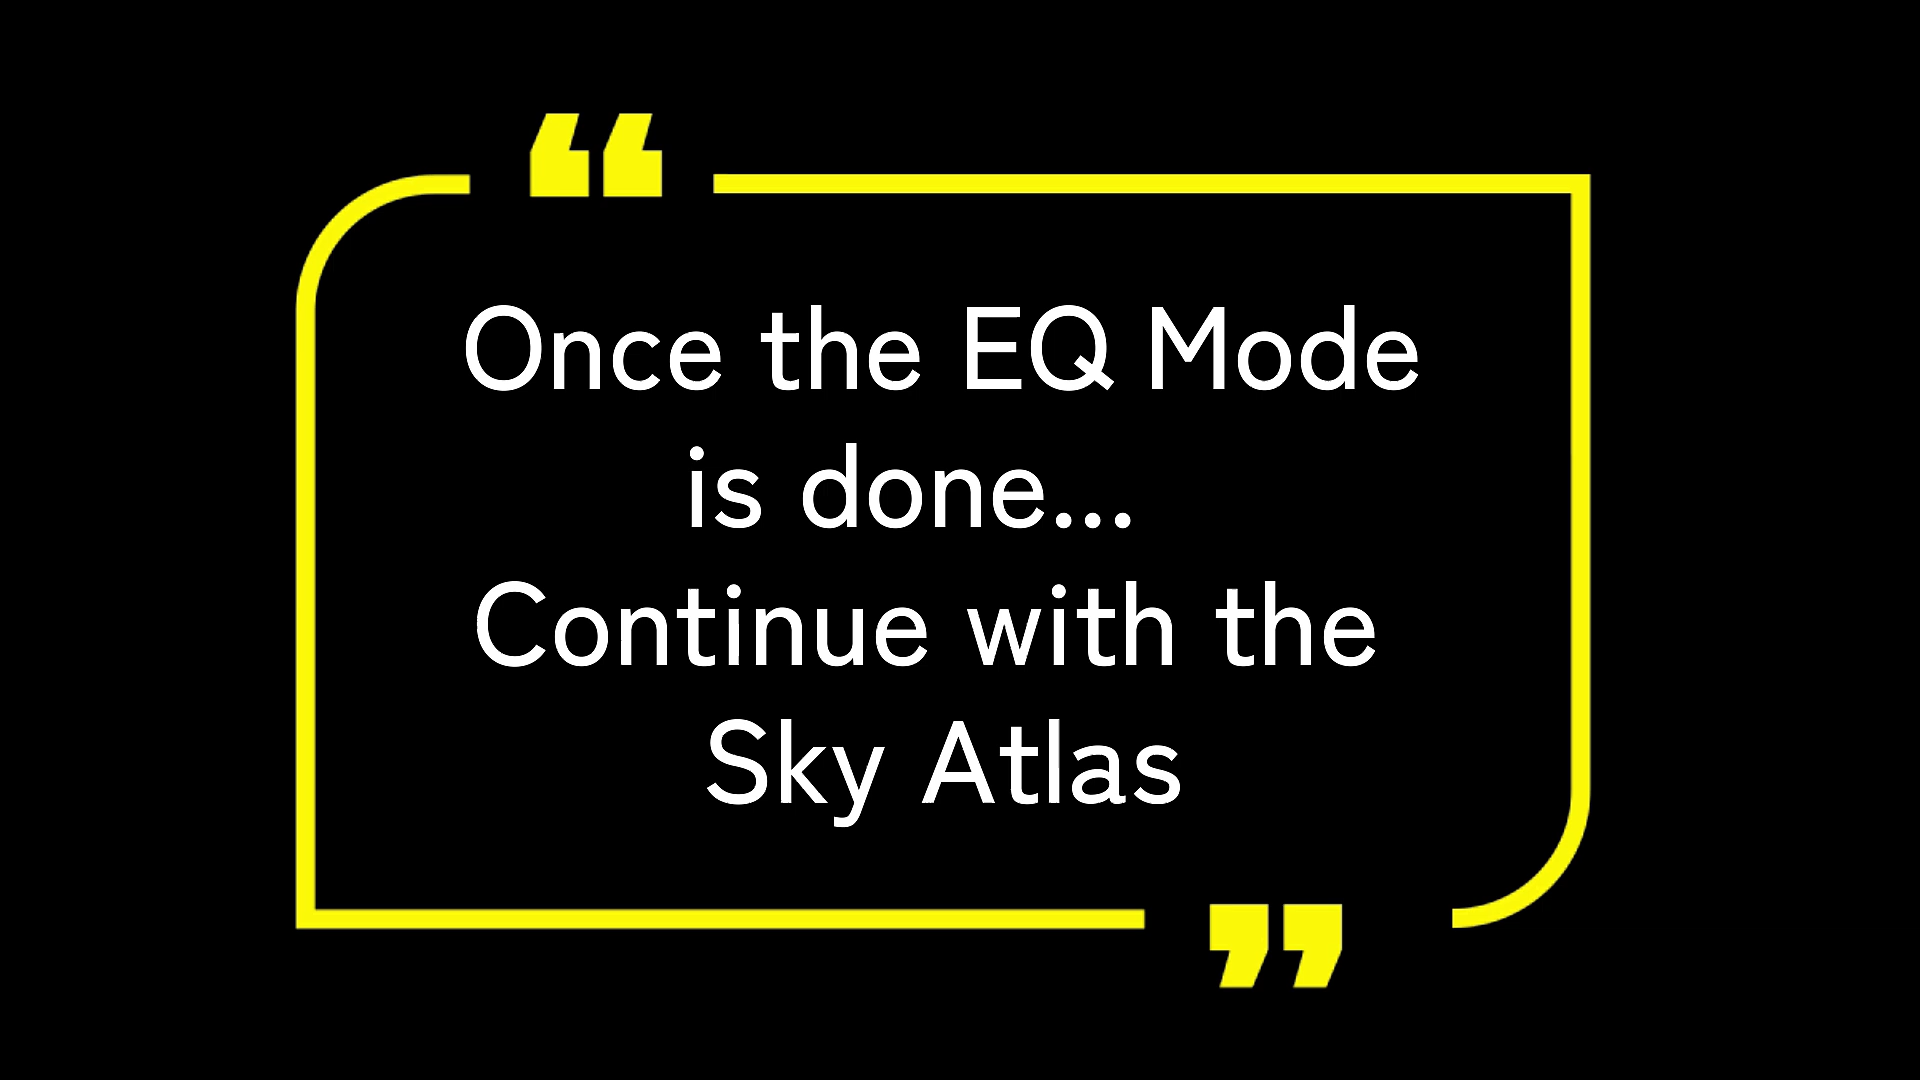 “
Once the EQ Mode
is done...
Continue with the
Sky Atlas
”